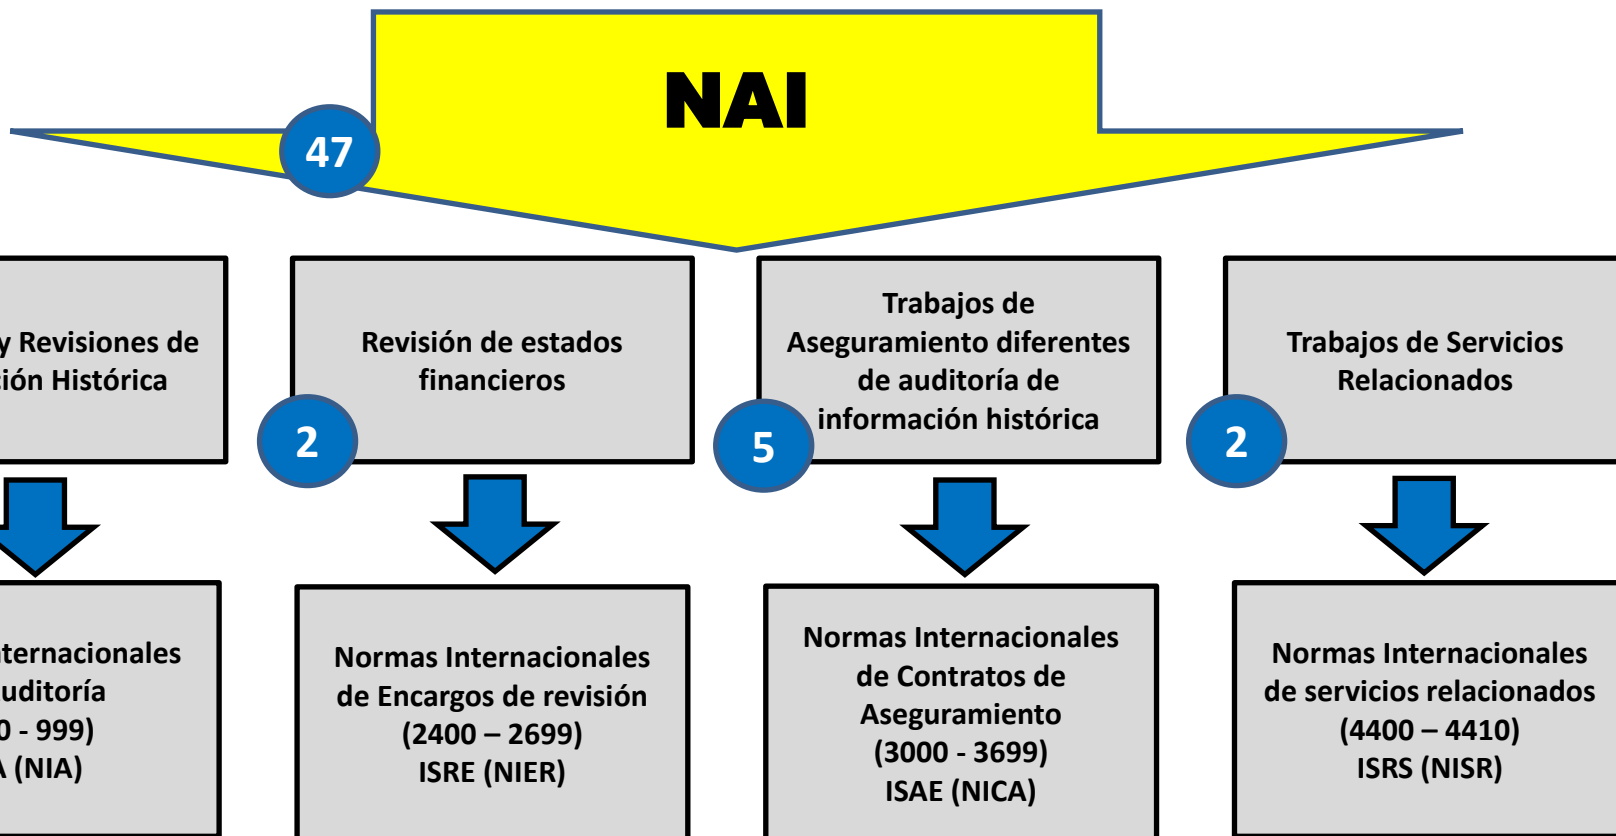 NAI
47
y Revisiones de
ción Histórica
Revisión de estados
financieros
2
Trabajos de
Aseguramiento diferentes
de auditoría de
información histórica
5
Trabajos de Servicios
Relacionados
2
nternacionales
uditoría
0 - 999)
A (NIA)
Normas Internacionales
de Encargos de revisión
(2400 – 2699)
ISRE (NIER)
Normas Internacionales
de Contratos de
Aseguramiento
(3000 - 3699)
ISAE (NICA)
Normas Internacionales
de servicios relacionados
(4400 – 4410)
ISRS (NISR)